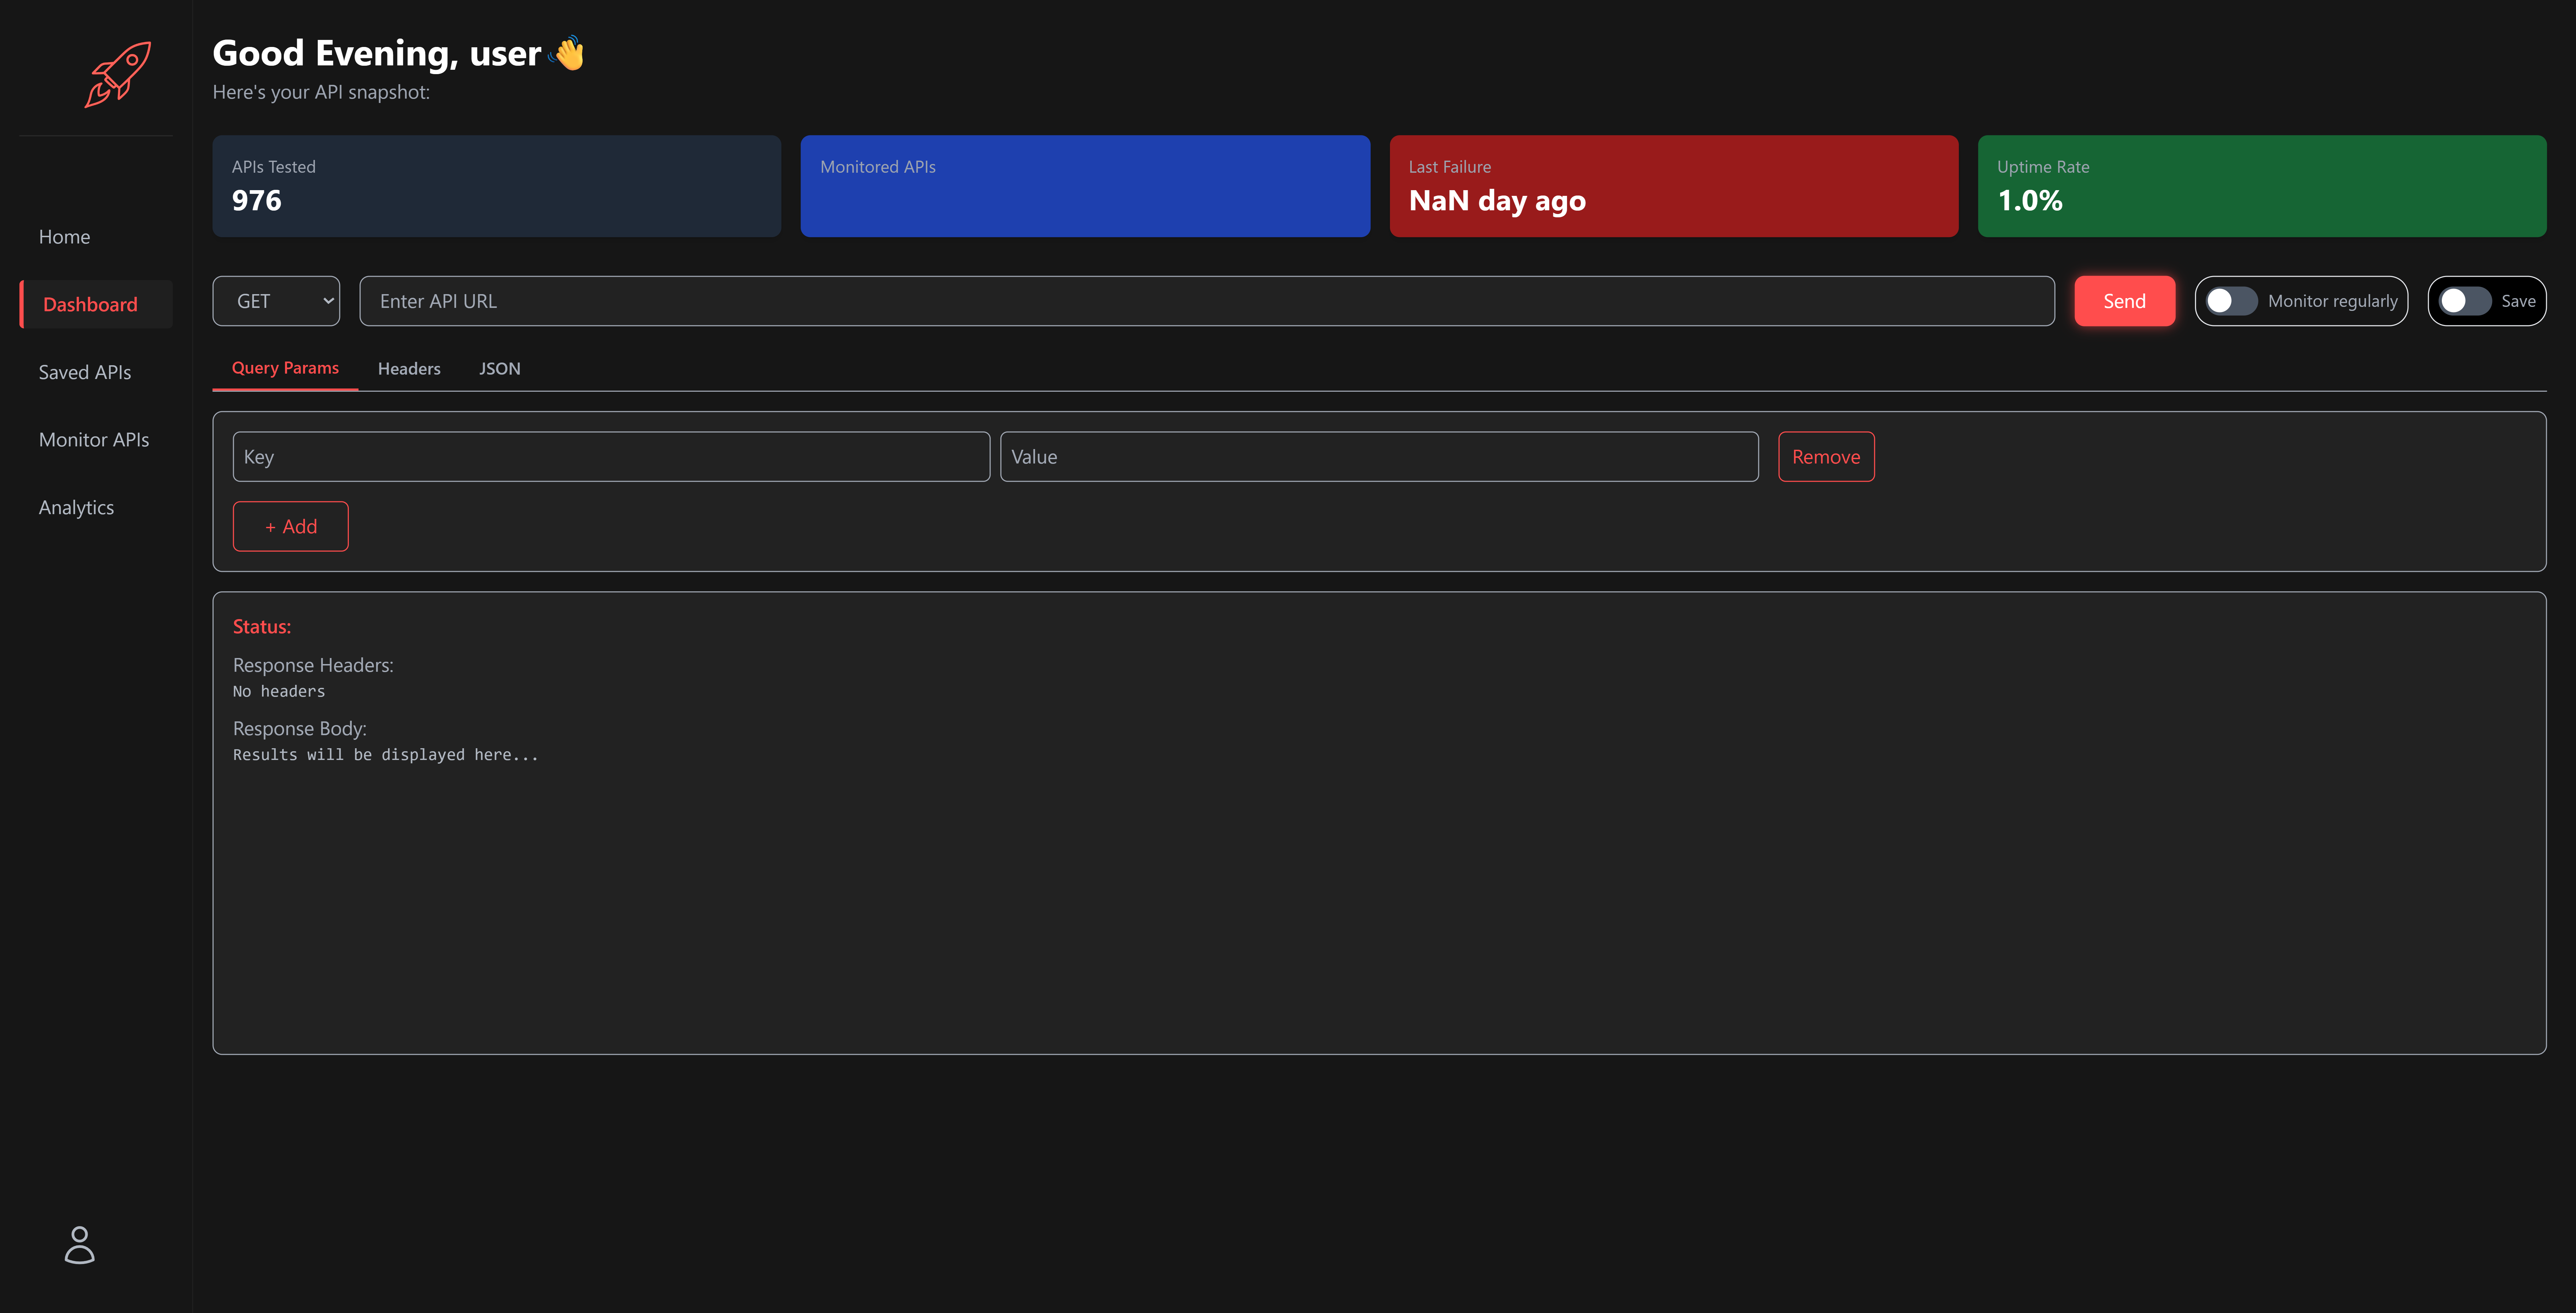 Good Evening, user 👋
Here's your API snapshot:
APIs Tested
976
Monitored APIs
Last Failure
NaN day ago
Uptime Rate
1.0%
Home
Dashboard
Saved APIs
Monitor APIs
Analytics
GET
Enter API URL
Send
Monitor regularly
Save
Query Params
Headers
JSON
Key
Value
Remove
+ Add
Status:
Response Headers:
No headers
Response Body:
Results will be displayed here...